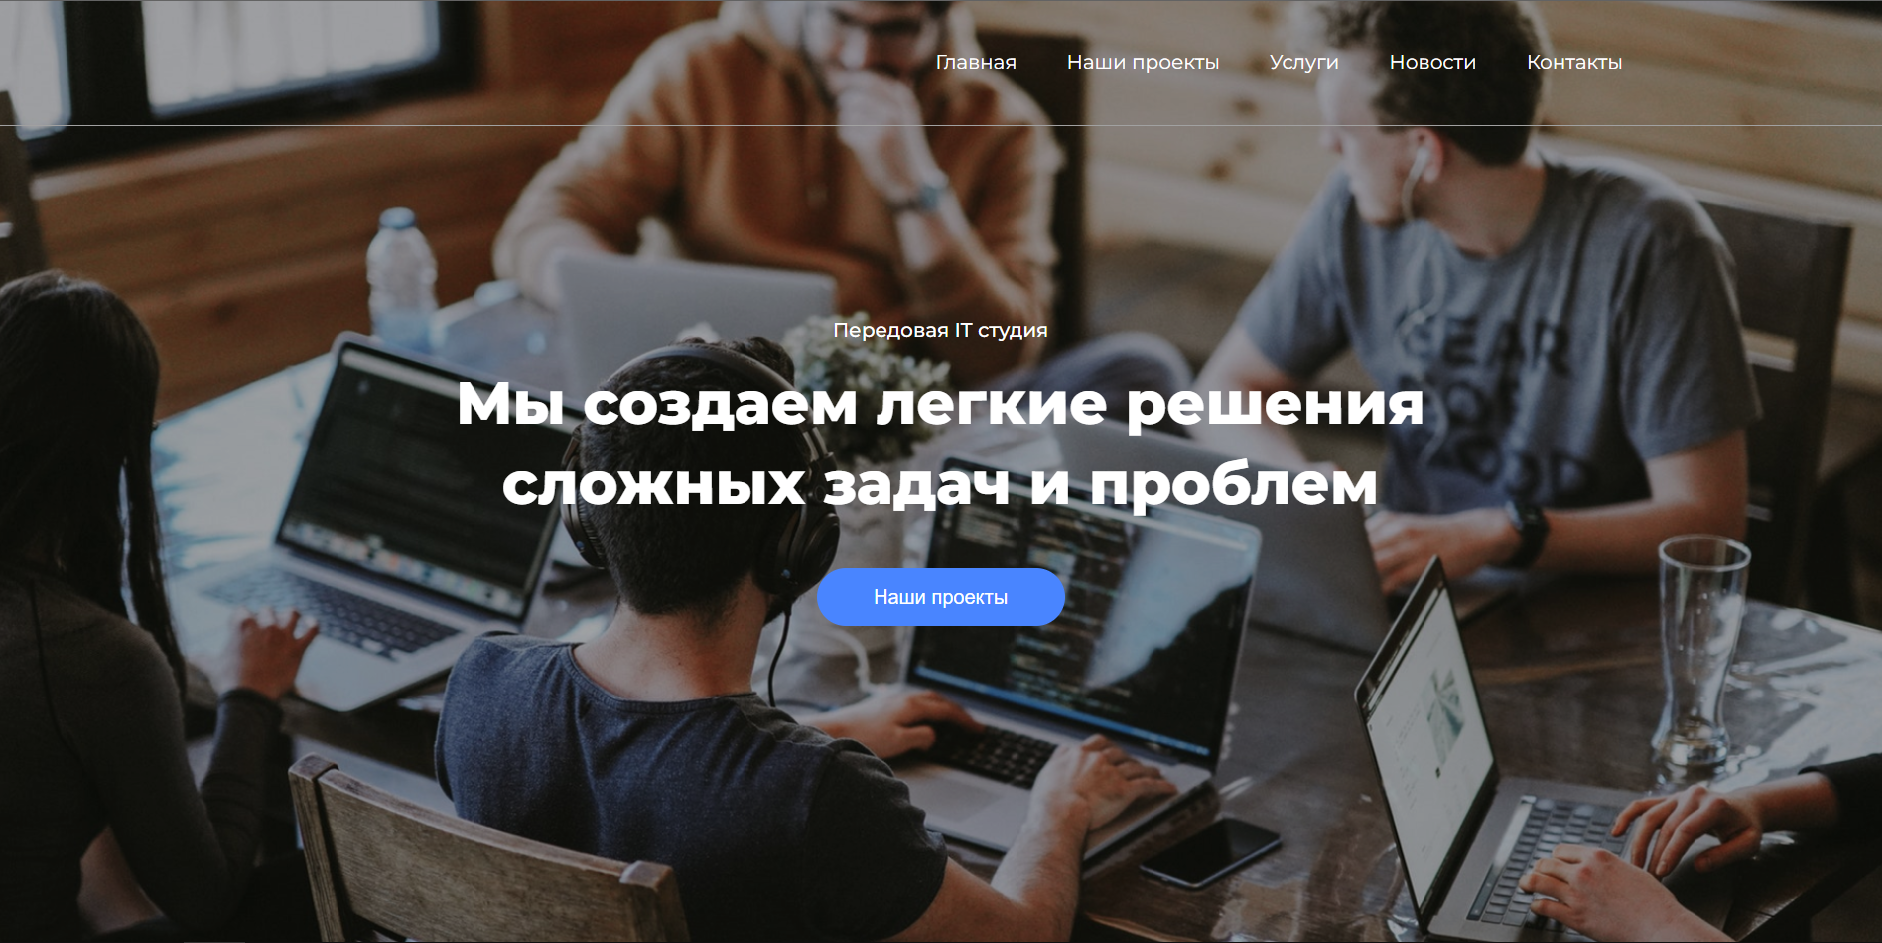 Главная Наши проекты Услуги Новости Контакты
Передовая IT студия
Мы создаем легкие решения
сложных задач и проблем
Наши проекты